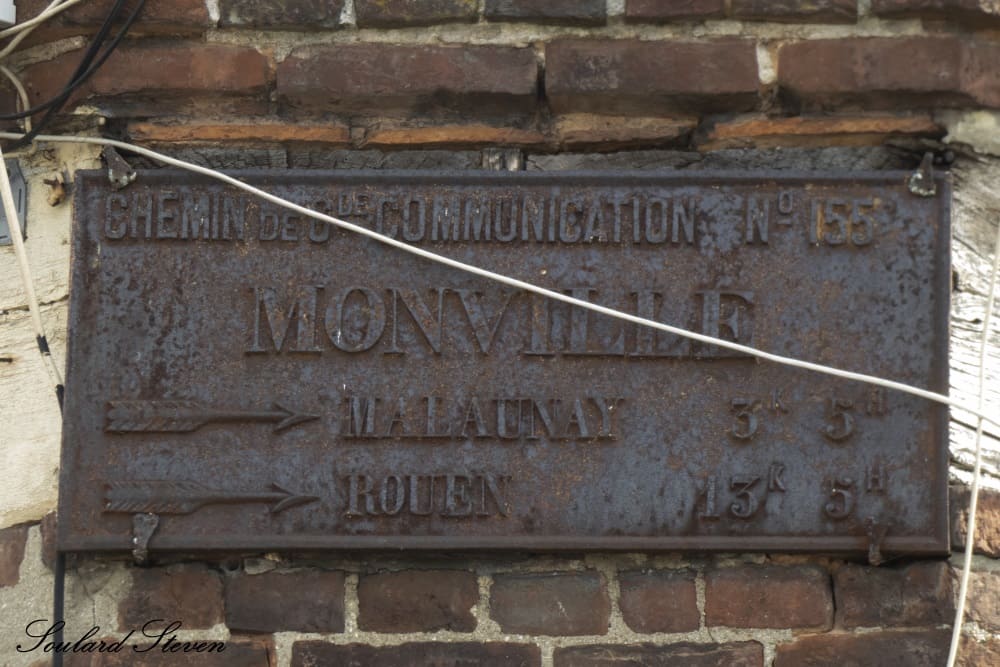 CHEMIN DE Gde COMMUNICATION Nº 155
MONVILLE
MALAUNAY 3K 5H
ROUEN 13K 5H
Soulard Steven